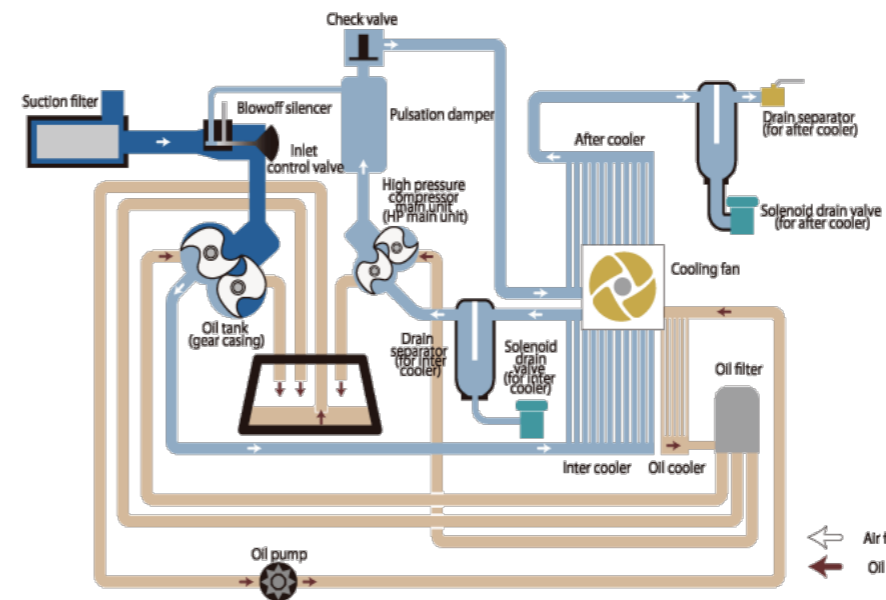 Check valve
Suction filter
Blowoff silencer
Pulsation damper
Drain separator
(for after cooler)
After cooler
Inlet
control valve
High pressure
compressor
main unit
(HP main unit)
Solenoid drain valve
(for after cooler)
Cooling fan
Oil tank
(gear casing)
Drain
separator
(for inter
cooler)
Solenoid
drain
valve
(for inter
cooler)
Oil filter
Inter cooler
Oil cooler
Air
Oil
Oil pump